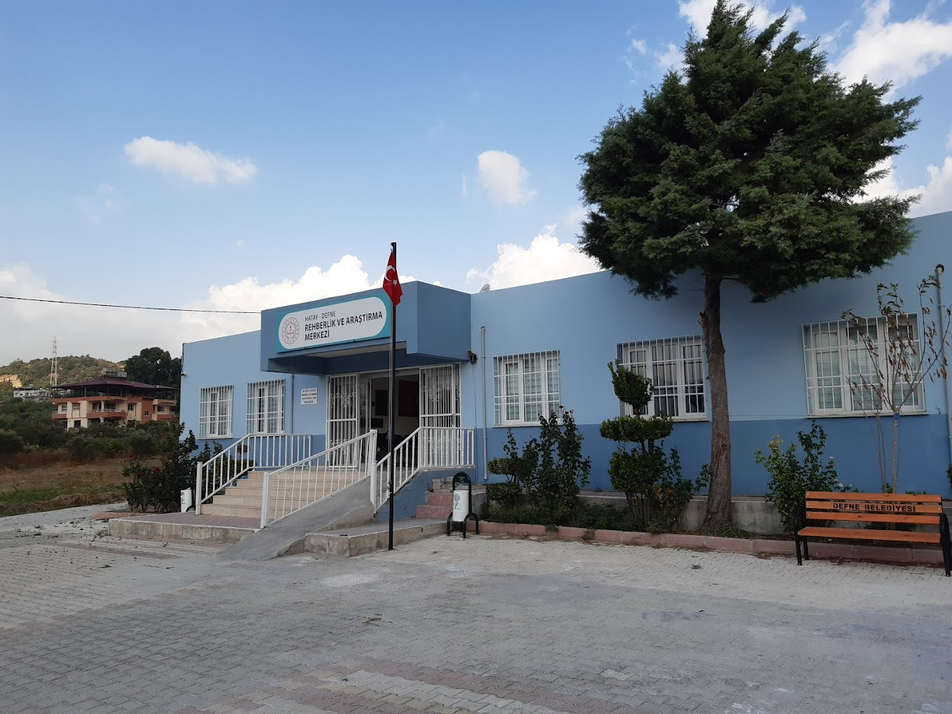 HATAY - DEFNE
REHBERLİK VE ARAŞTIRMA
MERKEZİ
DEFNE BELEDİYESİ